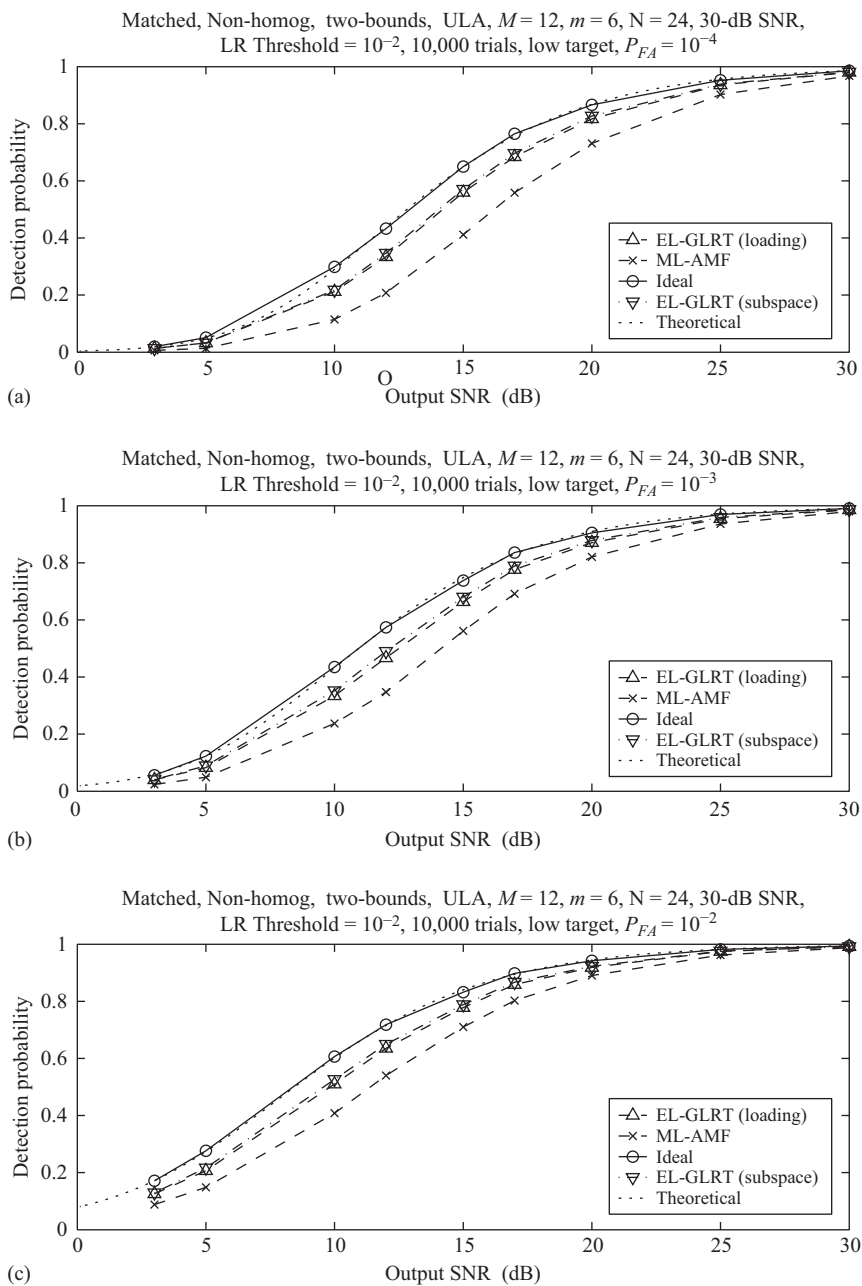 Matched, Non-homog, two-bounds, ULA, M = 12, m = 6, N = 24, 30-dB SNR,
LR Threshold = 10⁻², 10,000 trials, low target, P_FA = 10⁻⁴
1
0.8
0.6
0.4
0.2
0
Detection probability
EL-GLRT (loading)
ML-AMF
Ideal
EL-GLRT (subspace)
Theoretical
0 5 10 15 20 25 30
O
(a)
Output SNR (dB)
Matched, Non-homog, two-bounds, ULA, M = 12, m = 6, N = 24, 30-dB SNR,
LR Threshold = 10⁻², 10,000 trials, low target, P_FA = 10⁻³
1
0.8
0.6
0.4
0.2
0
Detection probability
EL-GLRT (loading)
ML-AMF
Ideal
EL-GLRT (subspace)
Theoretical
0 5 10 15 20 25 30
(b)
Output SNR (dB)
Matched, Non-homog, two-bounds, ULA, M = 12, m = 6, N = 24, 30-dB SNR,
LR Threshold = 10⁻², 10,000 trials, low target, P_FA = 10⁻²
1
0.8
0.6
0.4
0.2
0
Detection probability
EL-GLRT (loading)
ML-AMF
Ideal
EL-GLRT (subspace)
Theoretical
0 5 10 15 20 25 30
(c)
Output SNR (dB)